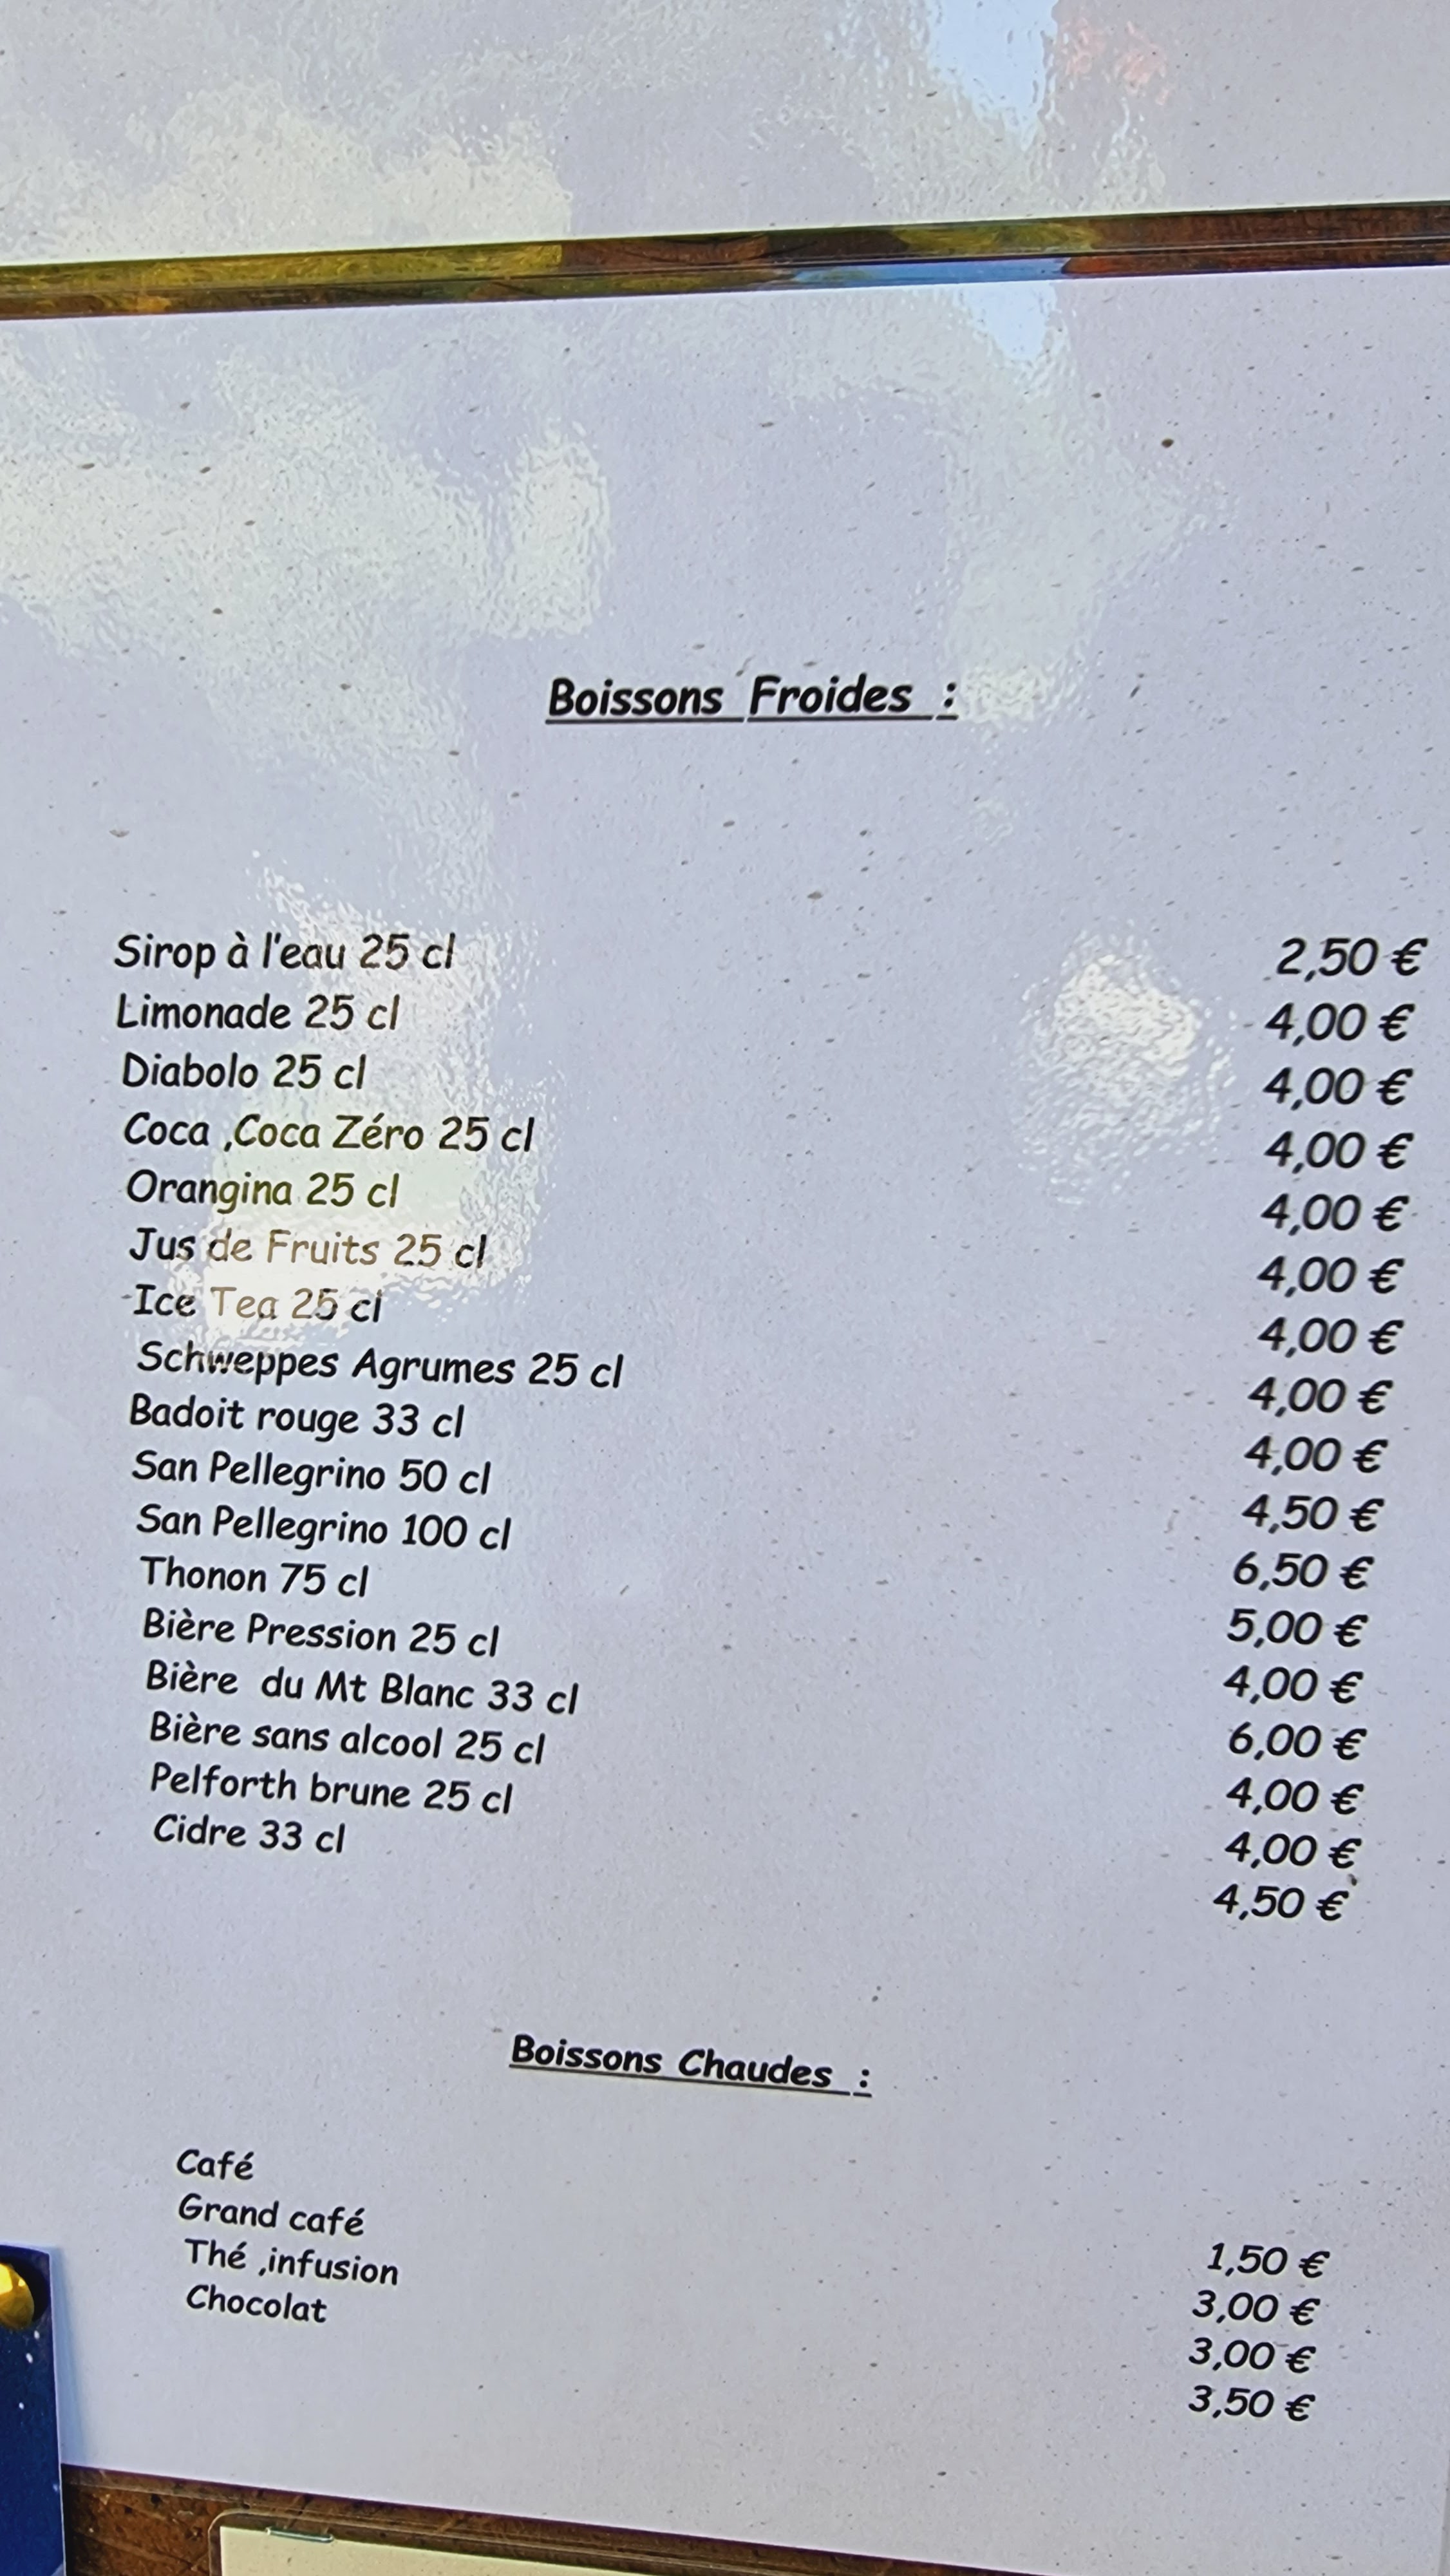 Boissons Froides :
Sirop à l'eau 25 cl 2,50 €
Limonade 25 cl 4,00 €
Diabolo 25 cl 4,00 €
Coca ,Coca Zéro 25 cl 4,00 €
Orangina 25 cl 4,00 €
Jus de Fruits 25 cl 4,00 €
Ice Tea 25 cl 4,00 €
Schweppes Agrumes 25 cl 4,00 €
Badoit rouge 33 cl 4,00 €
San Pellegrino 50 cl 4,50 €
San Pellegrino 100 cl 6,50 €
Thonon 75 cl 5,00 €
Bière Pression 25 cl 4,00 €
Bière du Mt Blanc 33 cl 6,00 €
Bière sans alcool 25 cl 4,00 €
Pelforth brune 25 cl 4,00 €
Cidre 33 cl 4,50 €
Boissons Chaudes :
Café 1,50 €
Grand café 3,00 €
Thé ,infusion 3,00 €
Chocolat 3,50 €